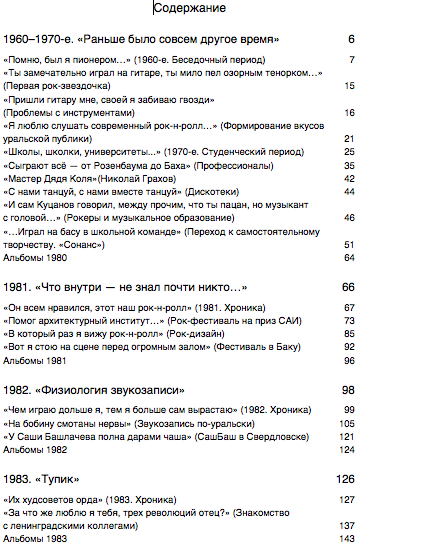 Содержание
1960–1970-е. «Раньше было совсем другое время» 6
«Помню, был я пионером…» (1960-е. Беседочный период) 7
«Ты замечательно играл на гитаре, ты мило пел озорным тенорком…»
(Первая рок-звездочка) 15
«Пришли гитару мне, своей я забиваю гвозди»
(Проблемы с инструментами) 16
«Я люблю слушать современный рок-н-ролл…» (Формирование вкусов
уральской публики) 21
«Школы, школки, университеты...» (1970-е. Студенческий период) 25
«Сыграют всё — от Розенбаума до Баха» (Профессионалы) 35
«Мастер Дядя Коля»(Николай Грахов) 42
«С нами танцуй, с нами вместе танцуй» (Дискотеки) 44
«И сам Куцанов говорил, между прочим, что ты пацан, но музыкант
с головой…» (Рокеры и музыкальное образование) 46
«…Играл на басу в школьной команде» (Переход к самостоятельному
творчеству. «Сонанс») 51
Альбомы 1980 64
1981. «Что внутри — не знал почти никто…» 66
«Он всем нравился, этот наш рок-н-ролл» (1981. Хроника) 67
«Помог архитектурный институт…» (Рок-фестиваль на приз САИ) 73
«В который раз я вижу рок-н-ролл» (Рок-дизайн) 85
«Вот я стою на сцене перед огромным залом» (Фестиваль в Баку) 92
Альбомы 1981 96
1982. «Физиология звукозаписи» 98
«Чем играю дольше я, тем я больше сам вырастаю» (1982. Хроника) 99
«На бобину смотаны нервы» (Звукозапись по-уральски) 105
«У Саши Башлачева полна дарами чаша» (СашБаш в Свердловске) 121
Альбомы 1982 124
1983. «Тупик» 126
«Их худсоветов орда» (1983. Хроника) 127
«За что же люблю я тебя, трех революций отец?» (Знакомство
с ленинградскими коллегами) 137
Альбомы 1983 143